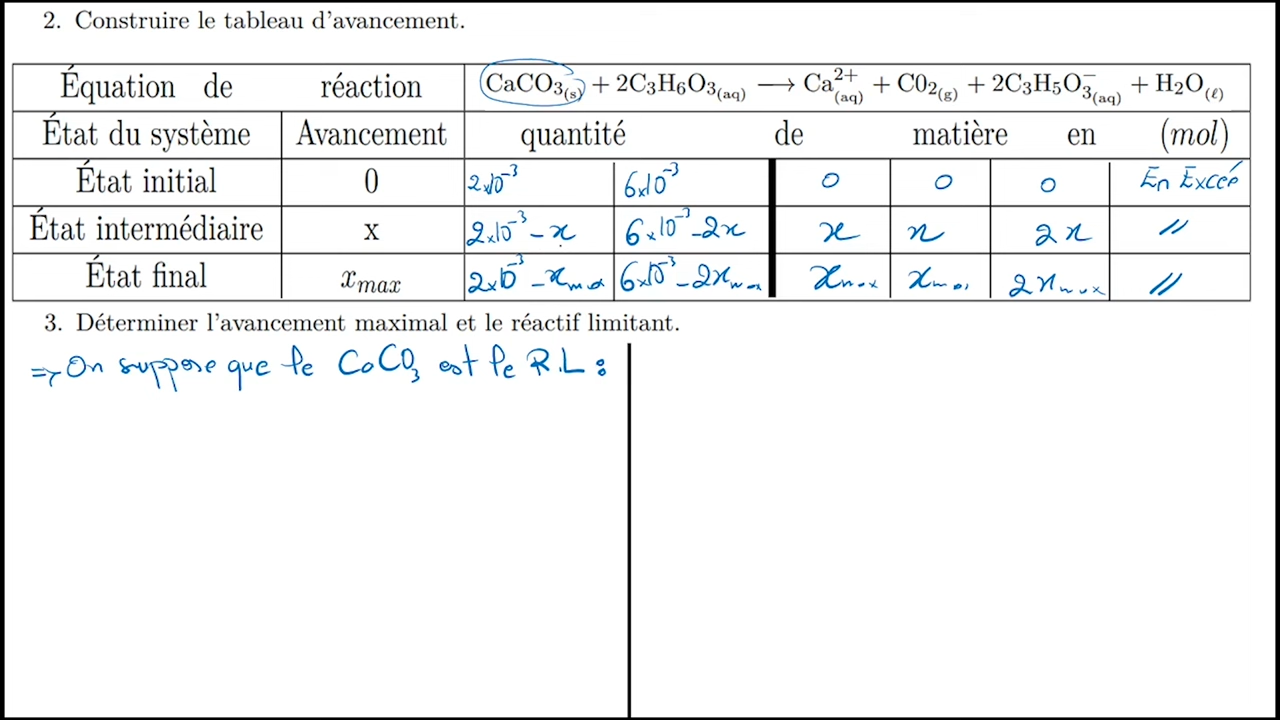 2. Construire le tableau d'avancement.
Équation de réaction CaCO3(s) + 2C3H6O3(aq) ⟶ Ca2+(aq) + C02(g) + 2C3H5O3−(aq) + H2O(ℓ)
État du système Avancement quantité de matière en (mol)
État initial 0 2×10^-3 6×10^-3 0 0 0 En Excée
État intermédiaire x 2×10^-3 - x 6×10^-3 - 2x x x 2x //
État final xmax 2×10^-3 - xmax 6×10^-3 - 2xmax xmax xmax 2xmax //
3. Déterminer l'avancement maximal et le réactif limitant.
⇒ On suppose que le CaCO3 est le R.L :